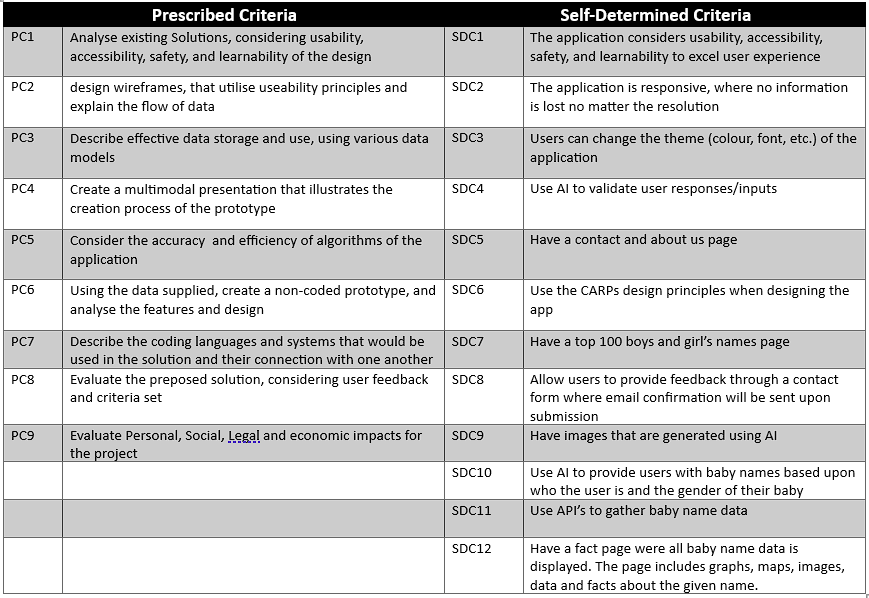 Prescribed Criteria Self-Determined Criteria
PC1 Analyse existing Solutions, considering usability, SDC1 The application considers usability, accessibility,
accessibility, safety, and learnability of the design safety, and learnability to excel user experience
PC2 design wireframes, that utilise useability principles and SDC2 The application is responsive, where no information
explain the flow of data is lost no matter the resolution
PC3 Describe effective data storage and use, using various data SDC3 Users can change the theme (colour, font, etc.) of the
models application
PC4 Create a multimodal presentation that illustrates the SDC4 Use AI to validate user responses/inputs
creation process of the prototype
PC5 Consider the accuracy and efficiency of algorithms of the SDC5 Have a contact and about us page
application
PC6 Using the data supplied, create a non-coded prototype, and SDC6 Use the CARPs design principles when designing the
analyse the features and design app
PC7 Describe the coding languages and systems that would be SDC7 Have a top 100 boys and girl's names page
used in the solution and their connection with one another
PC8 Evaluate the preposed solution, considering user feedback SDC8 Allow users to provide feedback through a contact
and criteria set form where email confirmation will be sent upon
submission
PC9 Evaluate Personal, Social, Legal and economic impacts for SDC9 Have images that are generated using AI
the project
SDC10 Use AI to provide users with baby names based upon
who the user is and the gender of their baby
SDC11 Use API's to gather baby name data
SDC12 Have a fact page were all baby name data is
displayed. The page includes graphs, maps, images,
data and facts about the given name.